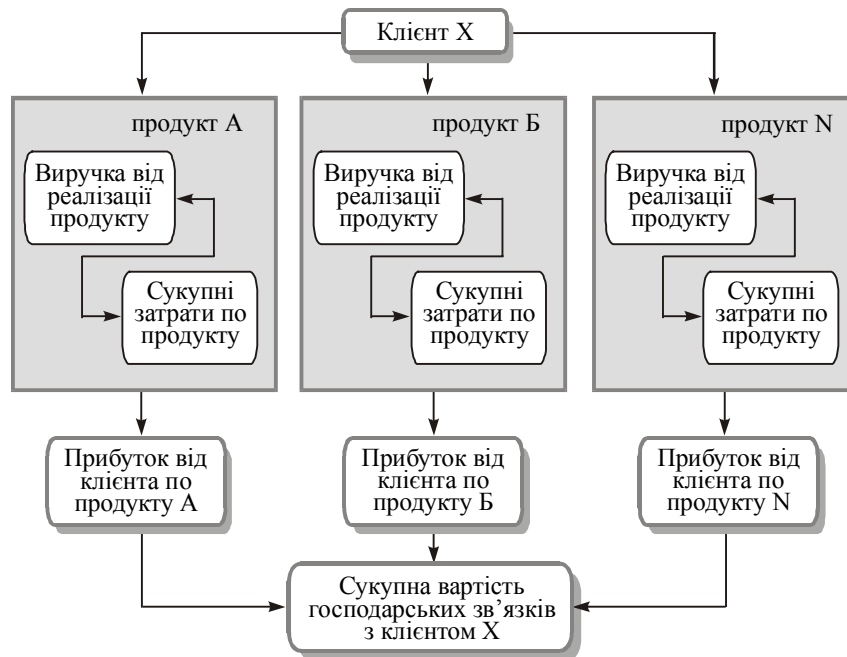 Клієнт X
продукт А
Виручка від
реалізації
продукту
Сукупні
затрати по
продукту
продукт Б
Виручка від
реалізації
продукту
Сукупні
затрати по
продукту
продукт N
Виручка від
реалізації
продукту
Сукупні
затрати по
продукту
Прибуток від
клієнта по
продукту А
Прибуток від
клієнта по
продукту Б
Прибуток від
клієнта по
продукту N
Сукупна вартість
господарських зв’язків
з клієнтом X